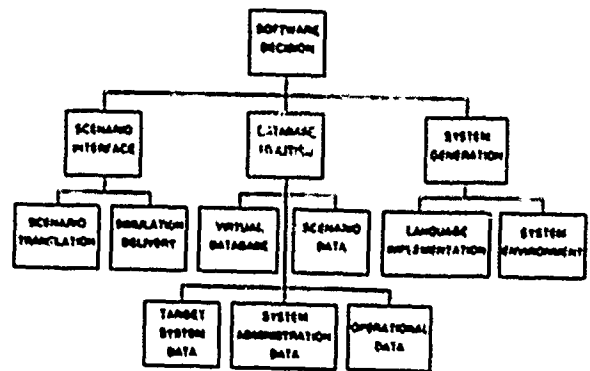 SOFTWARE
DECISION
SCENARIO
INTERFACE
DATABASE
SYSTEM
GENERATION
SCENARIO
TRANSLATION
SIMULATION
DELIVERY
VIRTUAL
DATABASE
SCENARIO
DATA
LANGUAGE
IMPLEMENTATION
SYSTEM
ENVIRONMENT
TARGET
SYSTEM
DATA
SYSTEM
ADMINISTRATION
DATA
OPERATIONAL
DATA